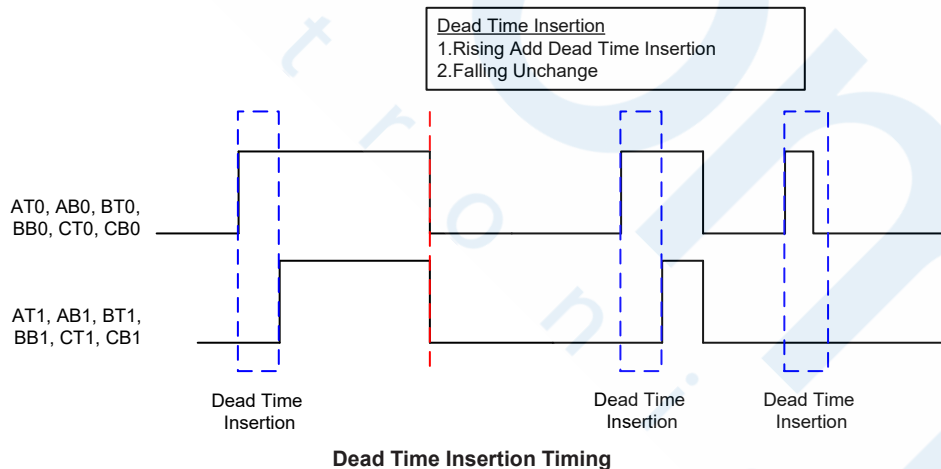 Dead Time Insertion
1.Rising Add Dead Time Insertion
2.Falling Unchange
AT0, AB0, BT0,
BB0, CT0, CB0
AT1, AB1, BT1,
BB1, CT1, CB1
Dead Time
Insertion
Dead Time
Insertion
Dead Time
Insertion
Dead Time Insertion Timing